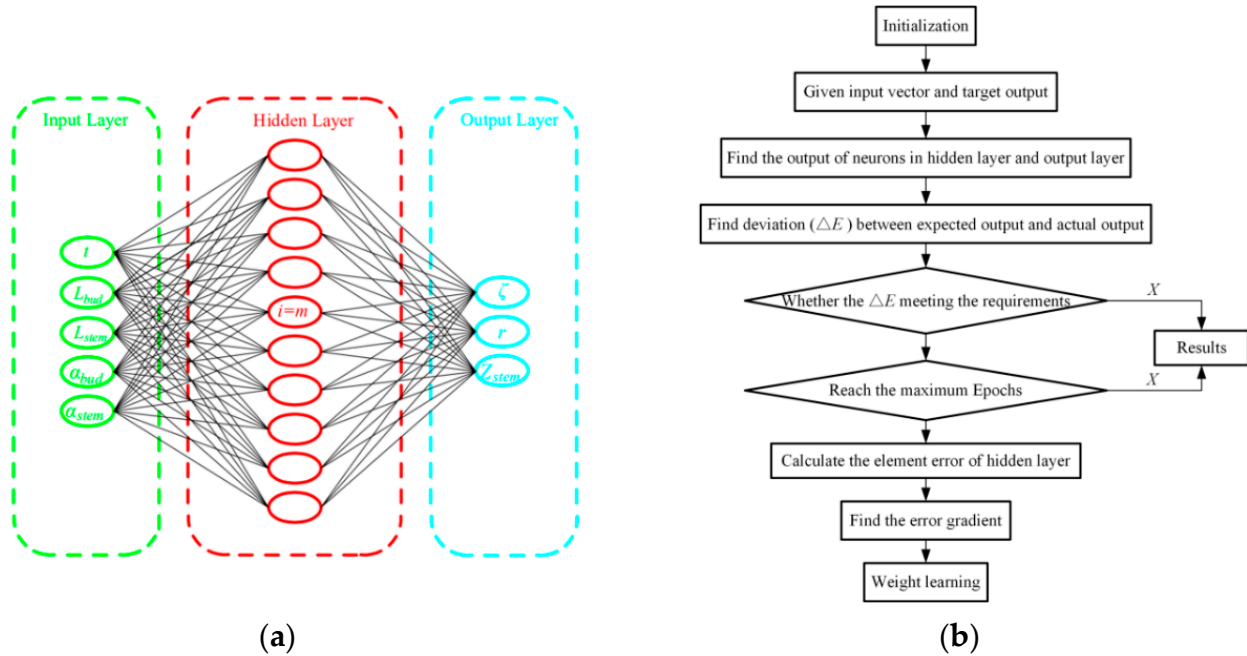 Input Layer
Hidden Layer
Output Layer
t
L_bud
L_stem
α_bud
α_stem
i=m
ζ
r
Z_stem
(a)
Initialization
Given input vector and target output
Find the output of neurons in hidden layer and output layer
Find deviation (△E) between expected output and actual output
Whether the △E meeting the requirements
X
Results
Reach the maximum Epochs
X
Calculate the element error of hidden layer
Find the error gradient
Weight learning
(b)